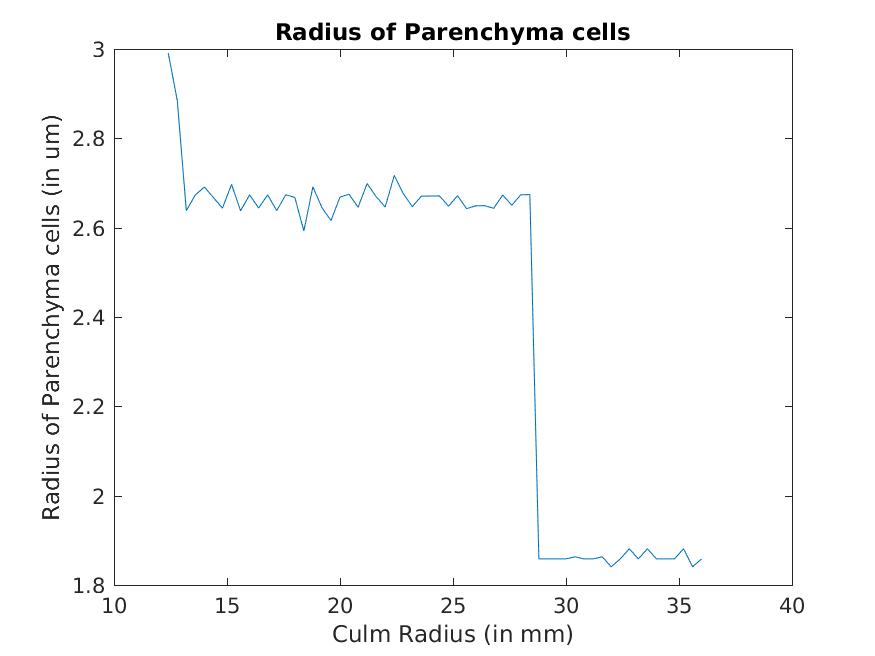 Radius of Parenchyma cells
3
2.8
2.6
2.4
2.2
2
1.8
Radius of Parenchyma cells (in um)
10 15 20 25 30 35 40
Culm Radius (in mm)